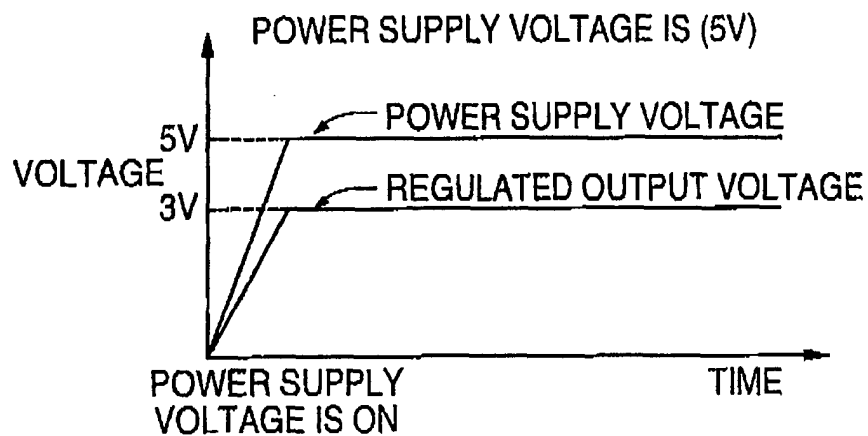 POWER SUPPLY VOLTAGE IS (5V)
5V
POWER SUPPLY VOLTAGE
VOLTAGE
3V
REGULATED OUTPUT VOLTAGE
POWER SUPPLY
VOLTAGE IS ON
TIME